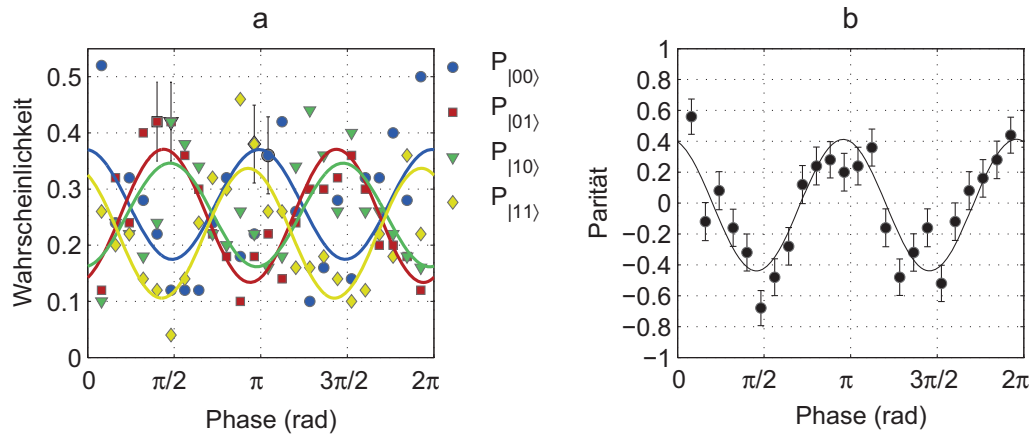 a
Wahrscheinlichkeit
0.5
0.4
0.3
0.2
0.1
0
0 π/2 π 3π/2 2π
Phase (rad)
P|00⟩
P|01⟩
P|10⟩
P|11⟩
b
Parität
1
0.8
0.6
0.4
0.2
0
−0.2
−0.4
−0.6
−0.8
−1
0 π/2 π 3π/2 2π
Phase (rad)